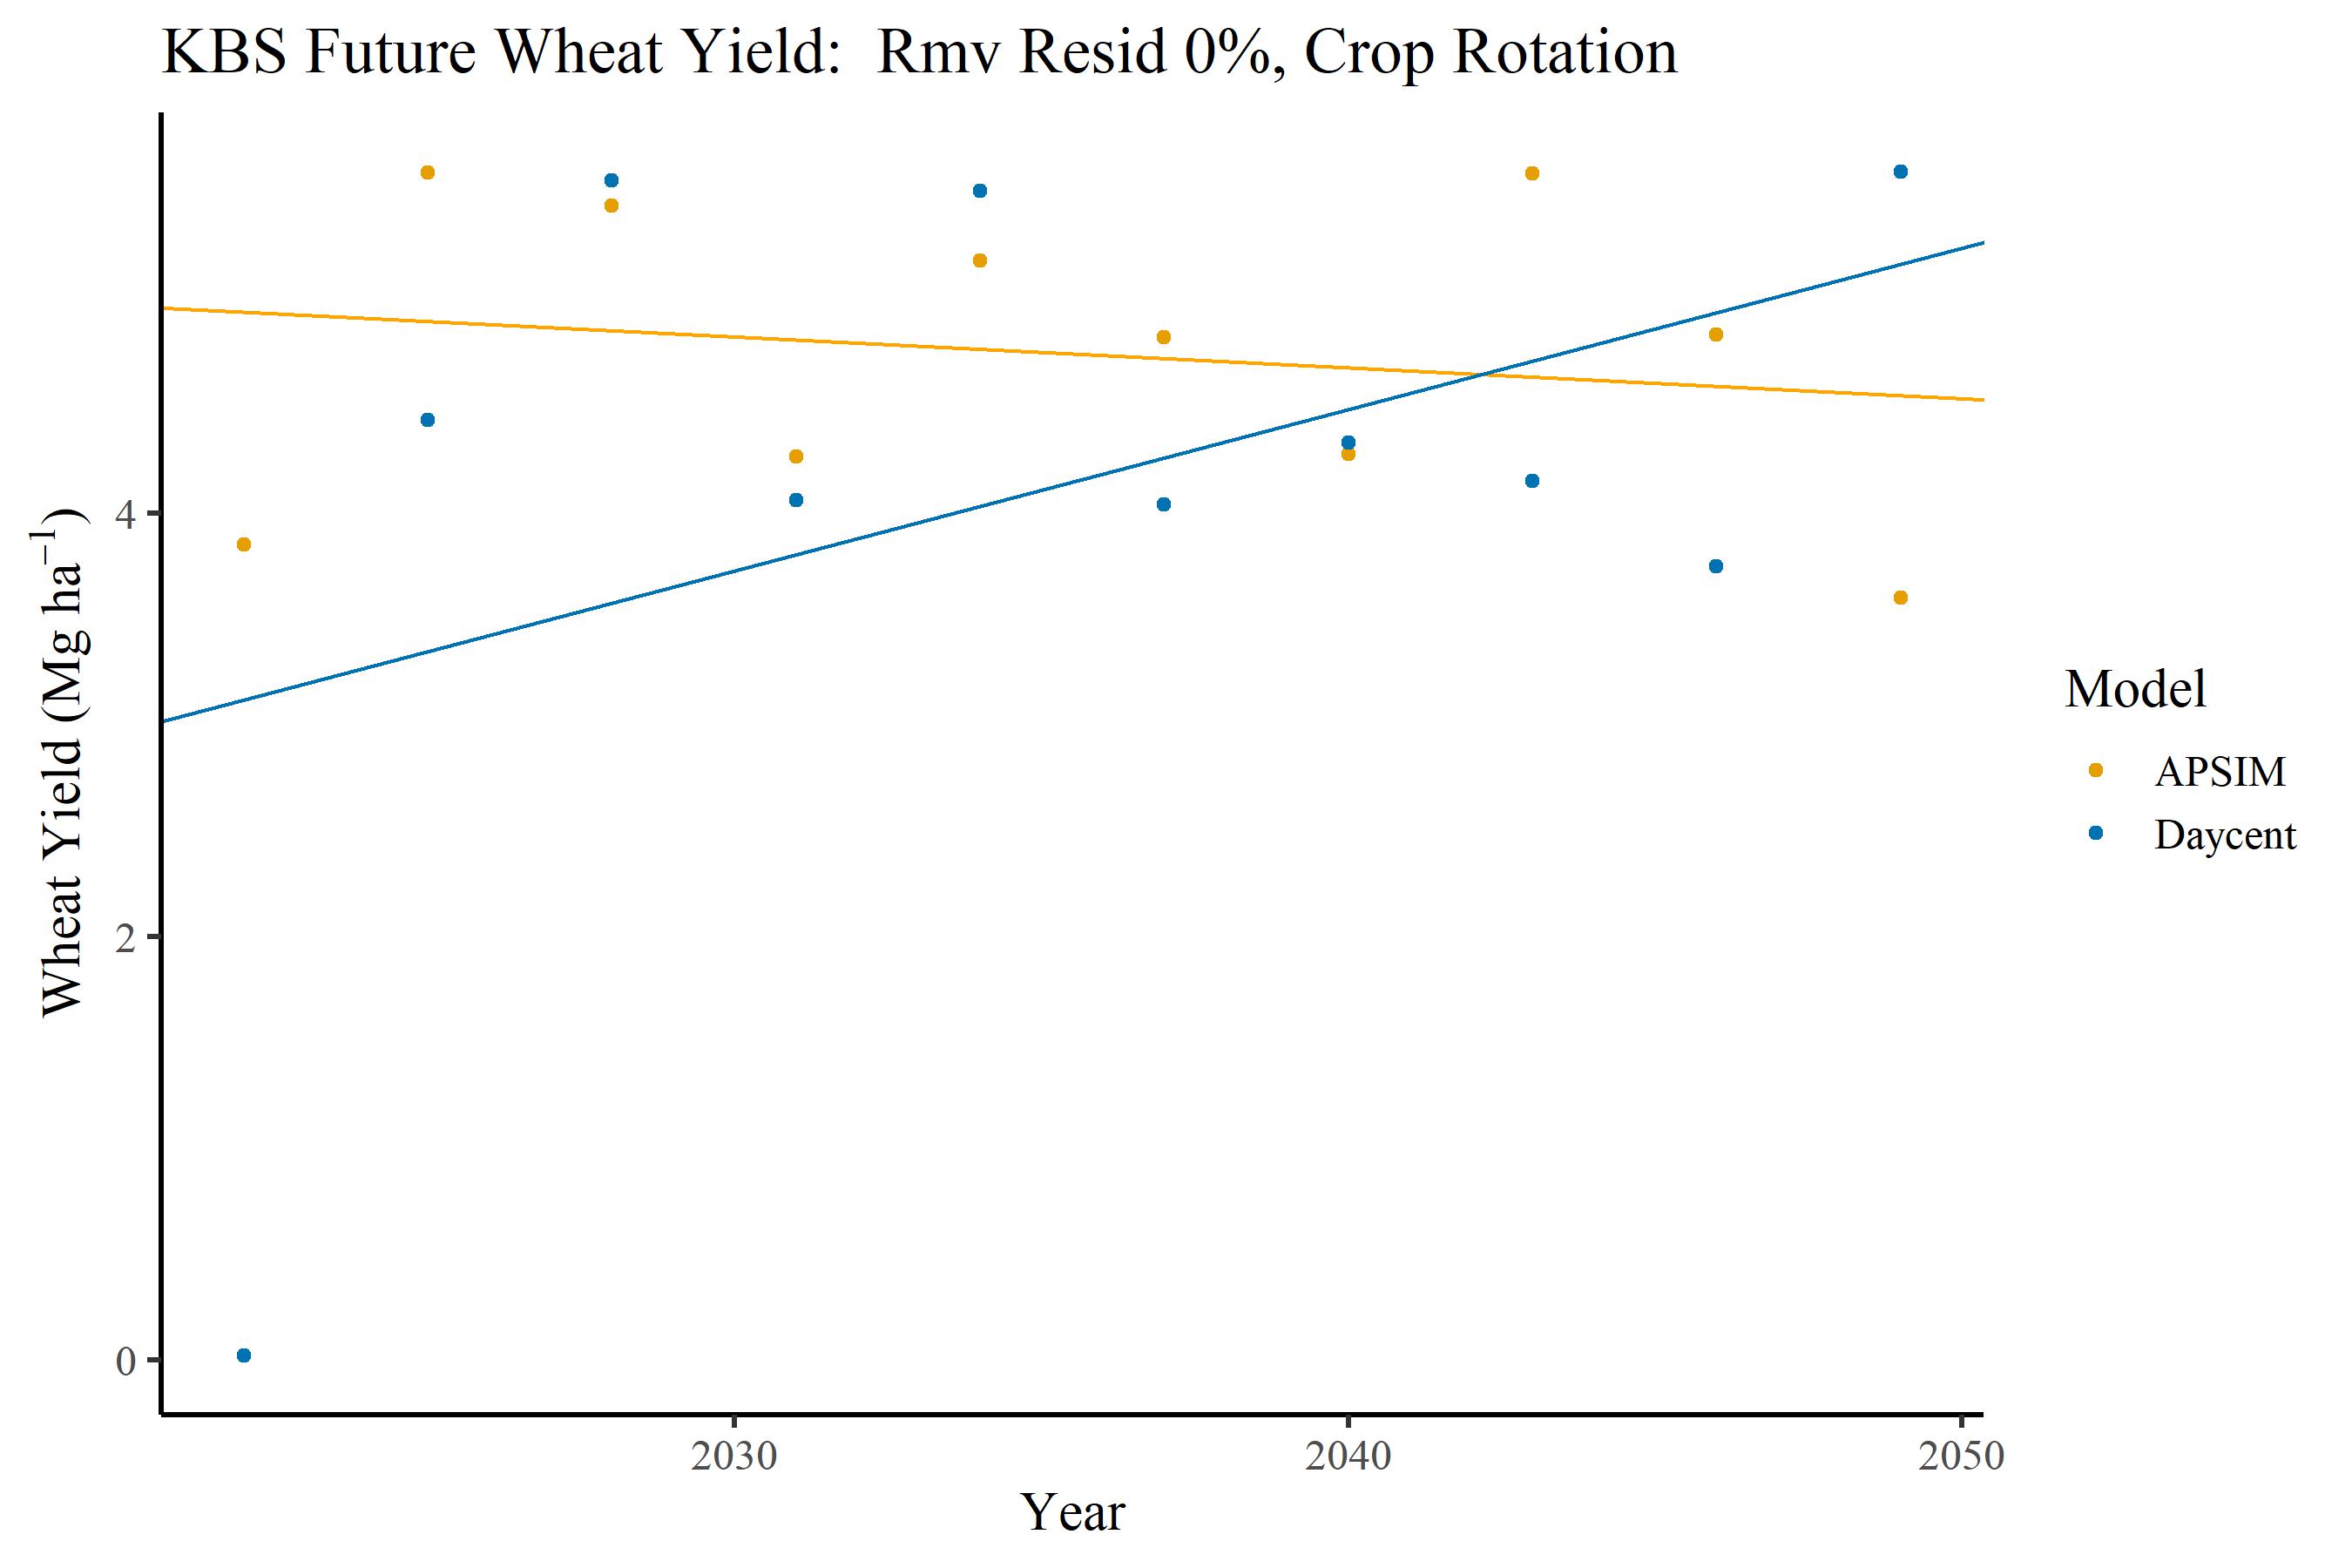 KBS Future Wheat Yield:  Rmv Resid 0%, Crop Rotation
Wheat Yield (Mg ha⁻¹)
4
2
0
2030
2040
2050
Year
Model
APSIM
Daycent